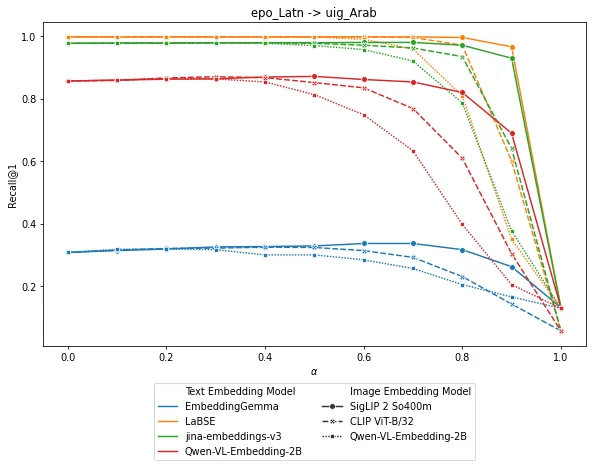 epo_Latn -> uig_Arab
Recall@1
1.0
0.8
0.6
0.4
0.2
0.0 0.2 0.4 0.6 0.8 1.0
α
Text Embedding Model
EmbeddingGemma
LaBSE
jina-embeddings-v3
Qwen-VL-Embedding-2B
Image Embedding Model
SigLIP 2 So400m
CLIP ViT-B/32
Qwen-VL-Embedding-2B